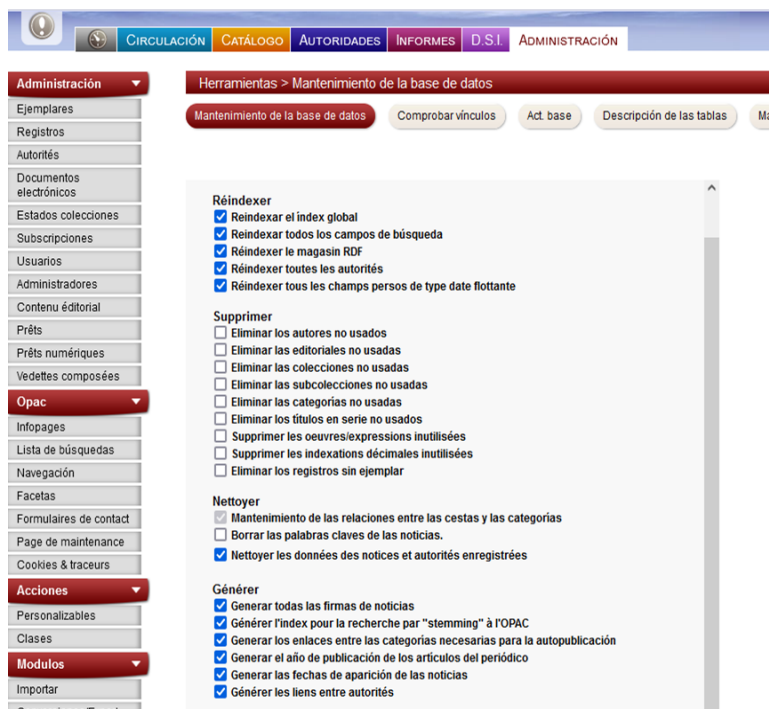 CIRCULACIÓN CATÁLOGO AUTORIDADES INFORMES D.S.I. ADMINISTRACIÓN
Administración
Ejemplares
Registros
Autorités
Documentos
electrónicos
Estados colecciones
Subscripciones
Usuarios
Administradores
Contenu éditorial
Prêts
Prêts numériques
Vedettes composées
Opac
Infopages
Lista de búsquedas
Navegación
Facetas
Formulaires de contact
Page de maintenance
Cookies & traceurs
Acciones
Personalizables
Clases
Modulos
Importar
Herramientas > Mantenimiento de la base de datos
Mantenimiento de la base de datos Comprobar vínculos Act. base Descripción de las tablas
Réindexer
Reindexar el índex global
Reindexar todos los campos de búsqueda
Réindexer le magasin RDF
Réindexer toutes les autorités
Réindexer tous les champs persos de type date flottante
Supprimer
Eliminar los autores no usados
Eliminar las editoriales no usadas
Eliminar las colecciones no usadas
Eliminar las subcolecciones no usadas
Eliminar las categorías no usadas
Eliminar los títulos en serie no usados
Supprimer les oeuvres/expressions inutilisées
Supprimer les indexations décimales inutilisées
Eliminar los registros sin ejemplar
Nettoyer
Mantenimiento de las relaciones entre las cestas y las categorías
Borrar las palabras claves de las noticias.
Nettoyer les données des notices et autorités enregistrées
Générer
Generar todas las firmas de noticias
Générer l'index pour la recherche par "stemming" à l'OPAC
Generar los enlaces entre las categorias necesarias para la autopublicación
Generar el año de publicación de los articulos del periódico
Generar las fechas de aparición de las noticias
Générer les liens entre autorités